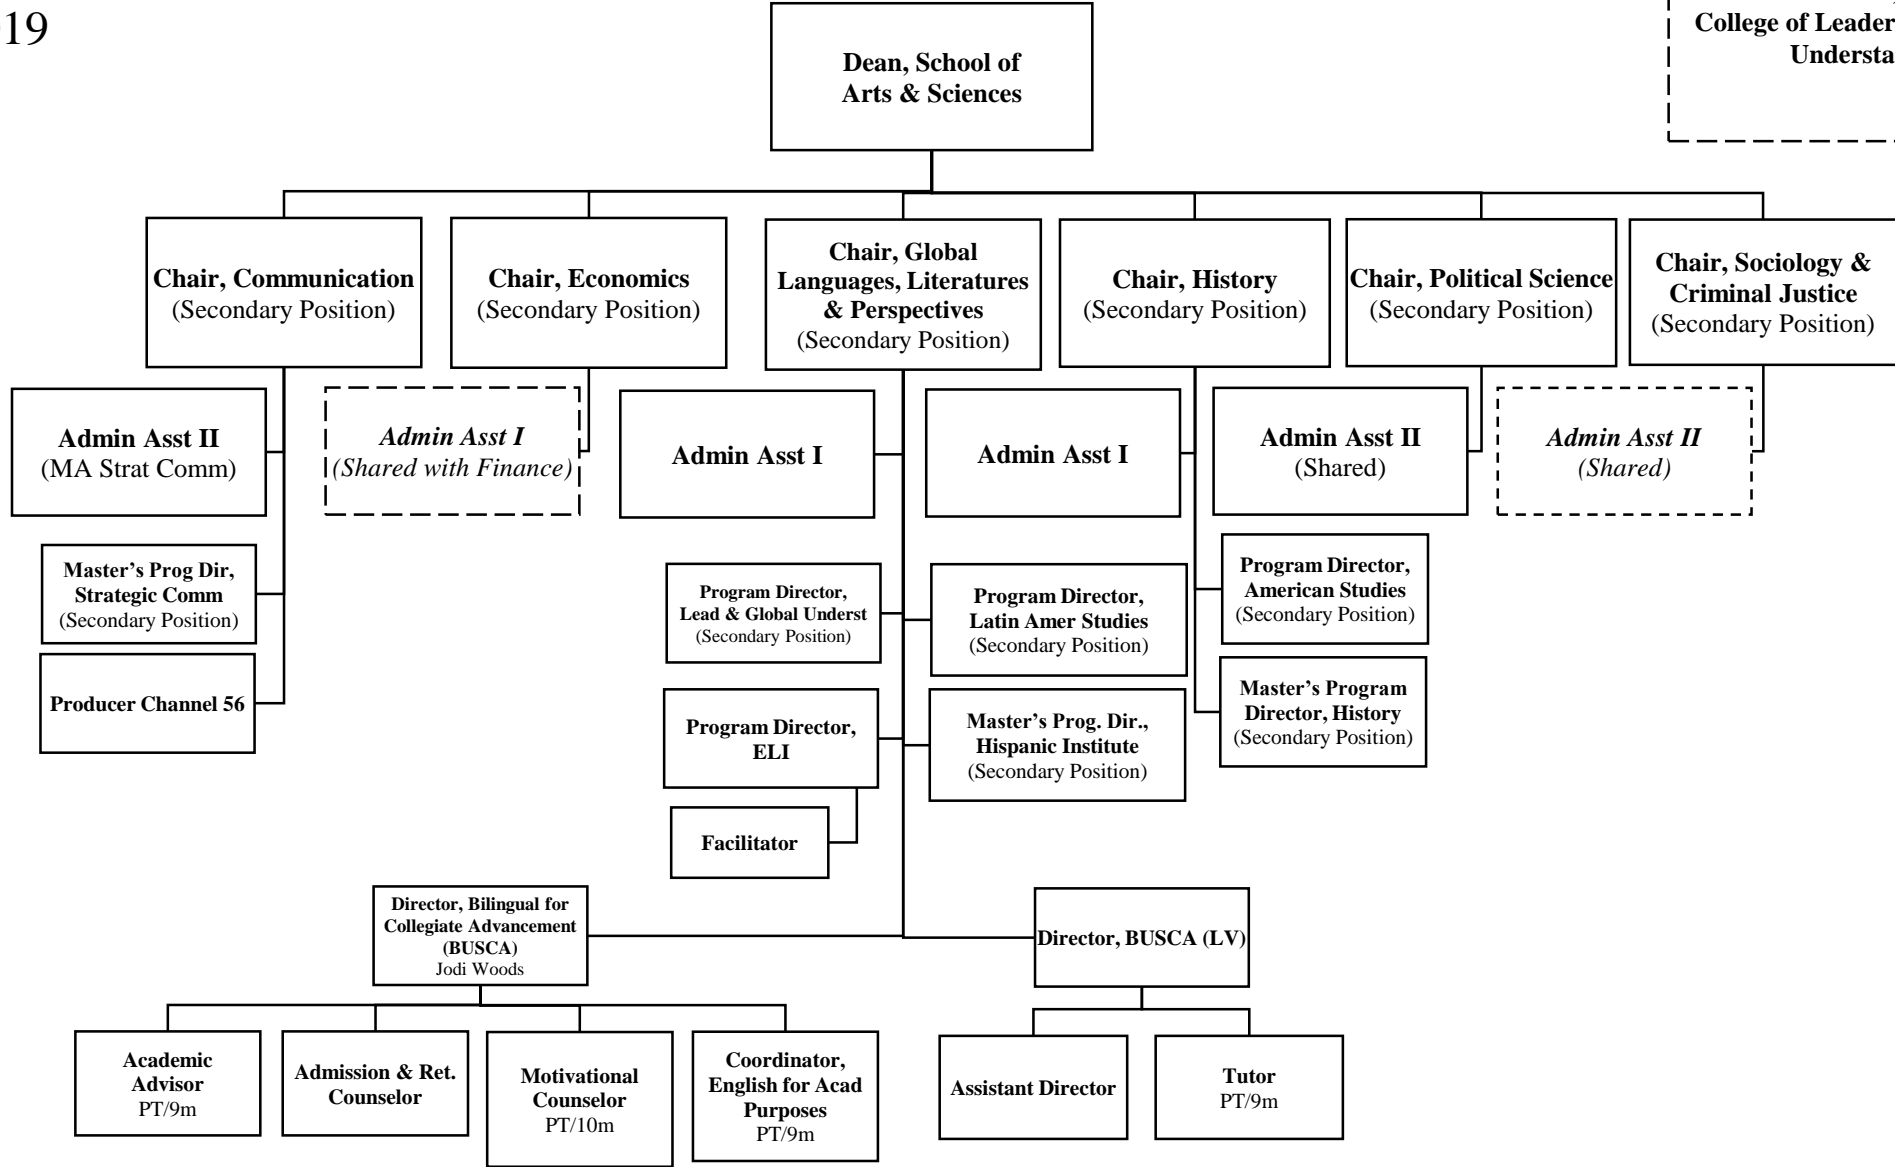 19
College of Leader
Understa
Dean, School of
Arts & Sciences
Chair, Communication
(Secondary Position)
Chair, Economics
(Secondary Position)
Chair, Global
Languages, Literatures
& Perspectives
(Secondary Position)
Chair, History
(Secondary Position)
Chair, Political Science
(Secondary Position)
Chair, Sociology &
Criminal Justice
(Secondary Position)
Admin Asst II
(MA Strat Comm)
Admin Asst I
(Shared with Finance)
Admin Asst I
Admin Asst I
Admin Asst II
(Shared)
Admin Asst II
(Shared)
Master’s Prog Dir,
Strategic Comm
(Secondary Position)
Program Director,
Lead & Global Underst
(Secondary Position)
Program Director,
Latin Amer Studies
(Secondary Position)
Program Director,
American Studies
(Secondary Position)
Producer Channel 56
Program Director,
ELI
Master’s Prog. Dir.,
Hispanic Institute
(Secondary Position)
Master’s Program
Director, History
(Secondary Position)
Facilitator
Director, Bilingual for
Collegiate Advancement
(BUSCA)
Jodi Woods
Director, BUSCA (LV)
Academic
Advisor
PT/9m
Admission & Ret.
Counselor
Motivational
Counselor
PT/10m
Coordinator,
English for Acad
Purposes
PT/9m
Assistant Director
Tutor
PT/9m